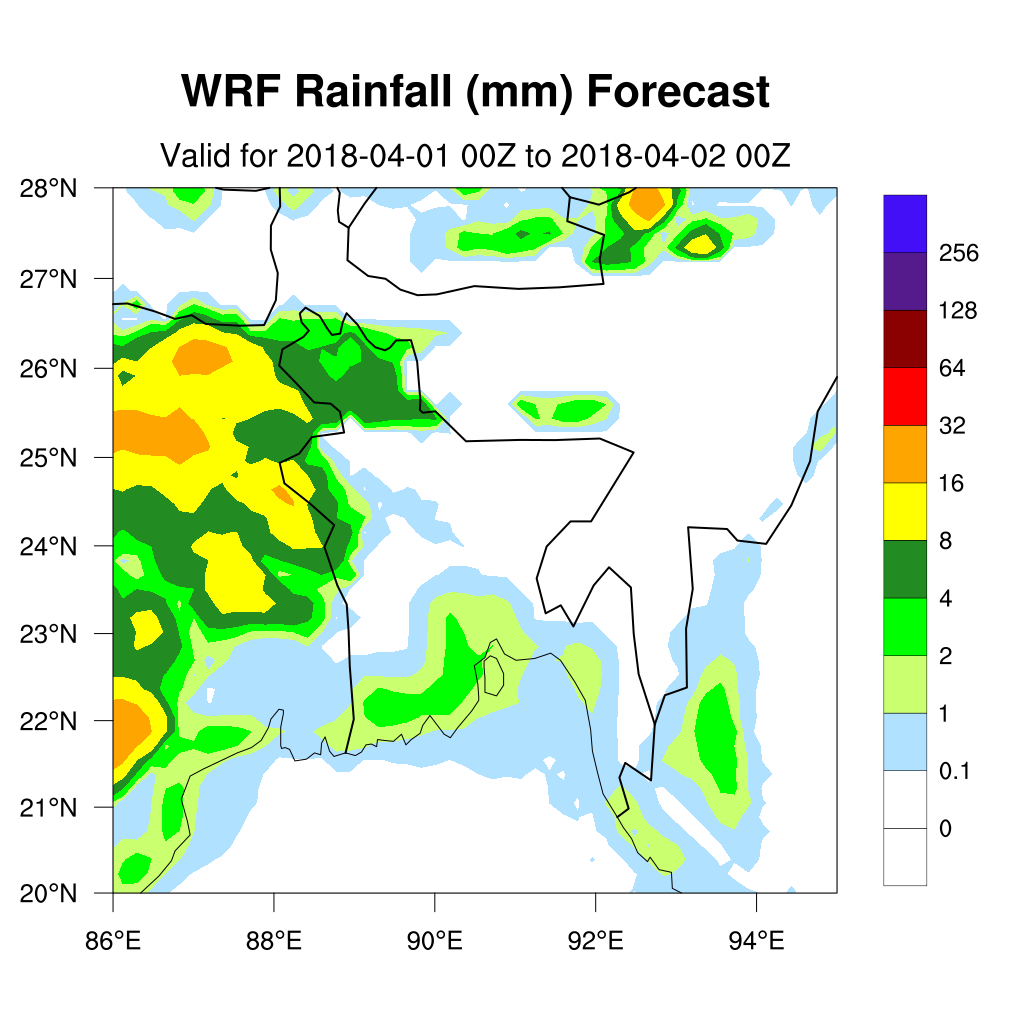 WRF Rainfall (mm) Forecast
Valid for 2018-04-01 00Z to 2018-04-02 00Z
28°N
27°N
26°N
25°N
24°N
23°N
22°N
21°N
20°N
86°E 88°E 90°E 92°E 94°E
256
128
64
32
16
8
4
2
1
0.1
0